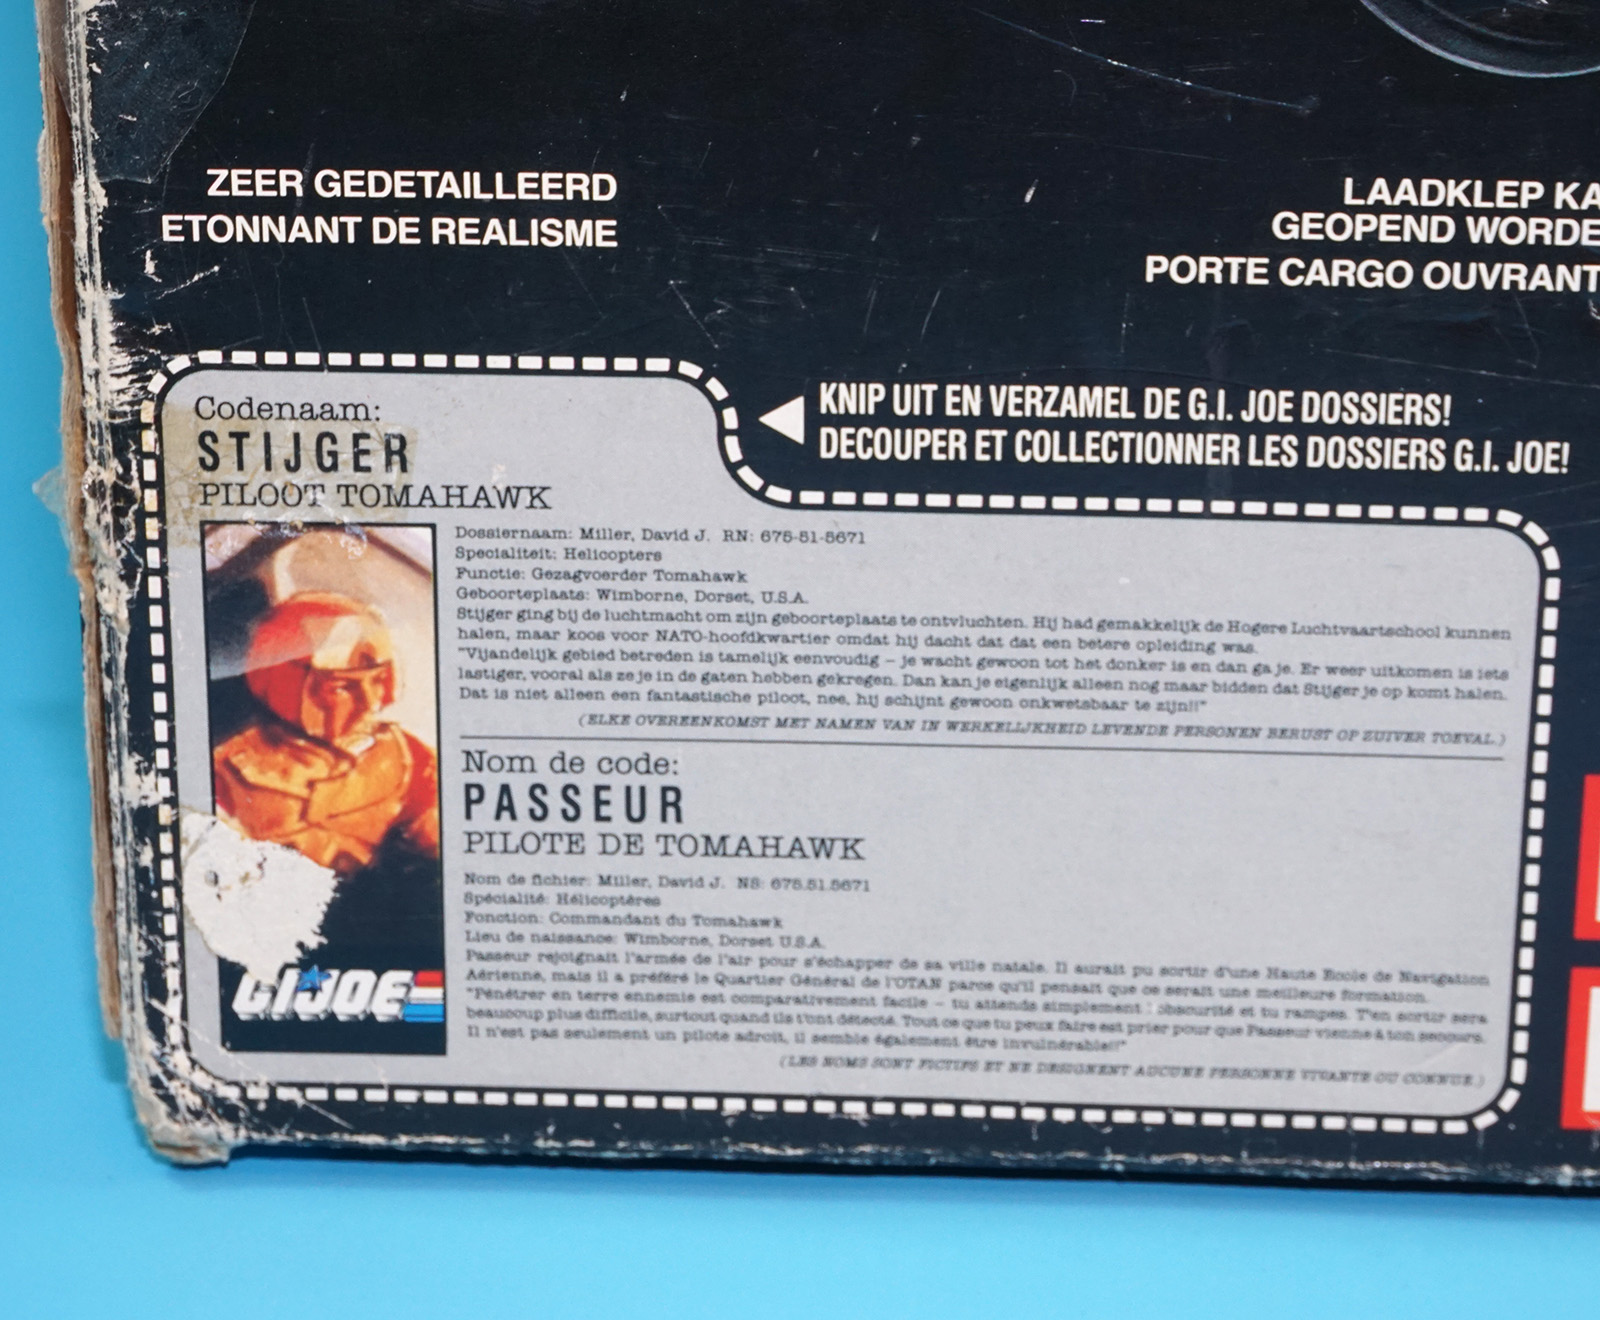 ZEER GEDETAILLEERD
ETONNANT DE REALISME
LAADKLEP KA
GEOPEND WORDE
PORTE CARGO OUVRANT
KNIP UIT EN VERZAMEL DE G.I. JOE DOSSIERS!
DECOUPER ET COLLECTIONNER LES DOSSIERS G.I. JOE!
Codenaam:
STIJGER
PILOOT TOMAHAWK
Dossiernaam: Miller, David J. RN: 675-51-5671
Specialiteit: Helicopters
Functie: Gezagvoerder Tomahawk
Geboorteplaats: Wimborne, Dorset, U.S.A.
Stijger ging bij de luchtmacht om zijn geboorteplaats te ontvluchten. Hij had gemakkelijk de Hogere Luchtvaartschool kunnen
halen, maar koos voor NATO-hoofdkwartier omdat hij dacht dat dat een betere opleiding was.
"Vijandelijk gebied betreden is tamelijk eenvoudig – je wacht gewoon tot het donker is en dan ga je. Er weer uitkomen is iets
lastiger, vooral als ze je in de gaten hebben gekregen. Dan kan je eigenlijk alleen nog maar bidden dat Stijger je op komt halen.
Dat is niet alleen een fantastische piloot, nee, hij schijnt gewoon onkwetsbaar te zijn!!"
(ELKE OVEREENKOMST MET NAMEN VAN IN WERKELIJKHEID LEVENDE PERSONEN BERUST OP ZUIVER TOEVAL.)
Nom de code:
PASSEUR
PILOTE DE TOMAHAWK
Nom de fichier: Miller, David J. NS: 675.51.5671
Spécialité: Hélicoptères
Fonction: Commandant du Tomahawk
Lieu de naissance: Wimborne, Dorset U.S.A.
Passeur rejoignait l'armée de l'air pour s'échapper de sa ville natale. Il aurait pu sortir d'une Haute Ecole de Navigation
Aérienne, mais il a préféré le Quartier Général de l'OTAN parce qu'il pensait que ce serait une meilleure formation.
"Pénétrer en terre ennemie est comparativement facile – tu attends simplement obscurité et tu rampes. T'en sortir sera
beaucoup plus difficile, surtout quand ils t'ont détecté. Tout ce que tu peux faire est prier pour que Passeur vienne à ton secours.
Il n'est pas seulement un pilote adroit, il semble également être invulnérable!!"
(LES NOMS SONT FICTIFS ET NE DESIGNENT AUCUNE PERSONNE VIVANTE OU CONNUE.)
GI JOE